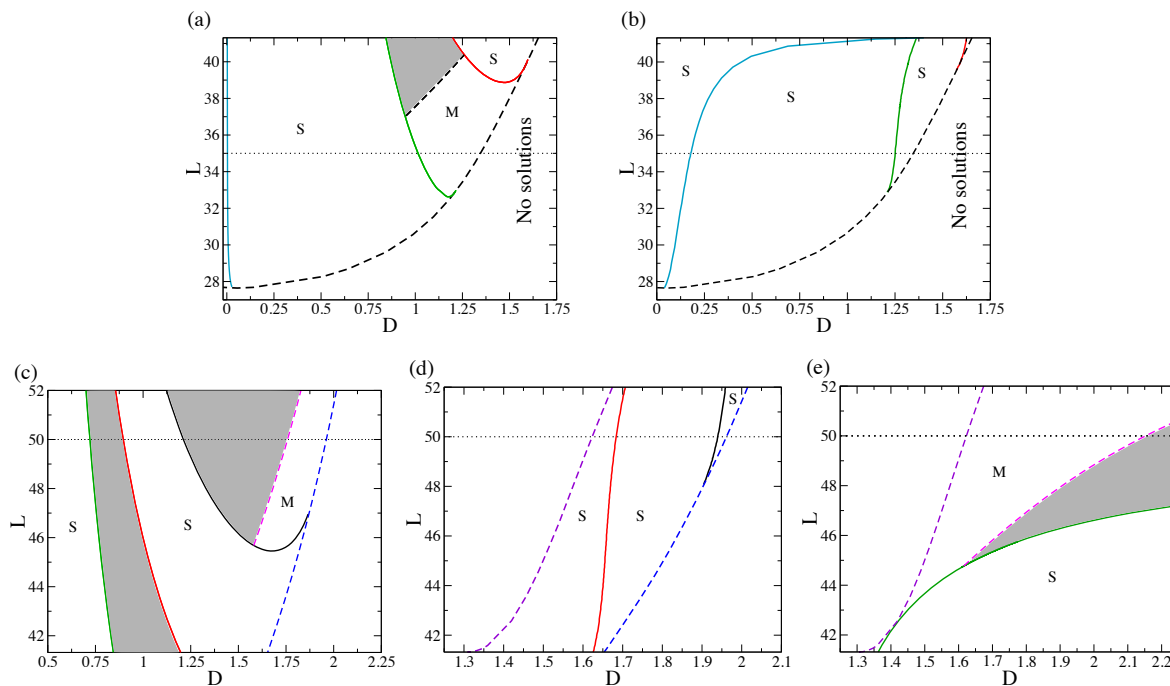 (a)
40
38
36
34
32
30
28
L
S
S
M
No solutions
0
0.25
0.5
0.75
1
1.25
1.5
1.75
D
(b)
40
38
36
34
32
30
28
L
S
S
S
No solutions
0
0.25
0.5
0.75
1
1.25
1.5
1.75
D
(c)
52
50
48
46
44
42
L
S
S
M
0.5
0.75
1
1.25
1.5
1.75
2
2.25
D
(d)
52
50
48
46
44
42
L
S
S
S
1.3
1.4
1.5
1.6
1.7
1.8
1.9
2
2.1
D
(e)
52
50
48
46
44
42
L
M
S
1.3
1.4
1.5
1.6
1.7
1.8
1.9
2
2.1
2.2
D